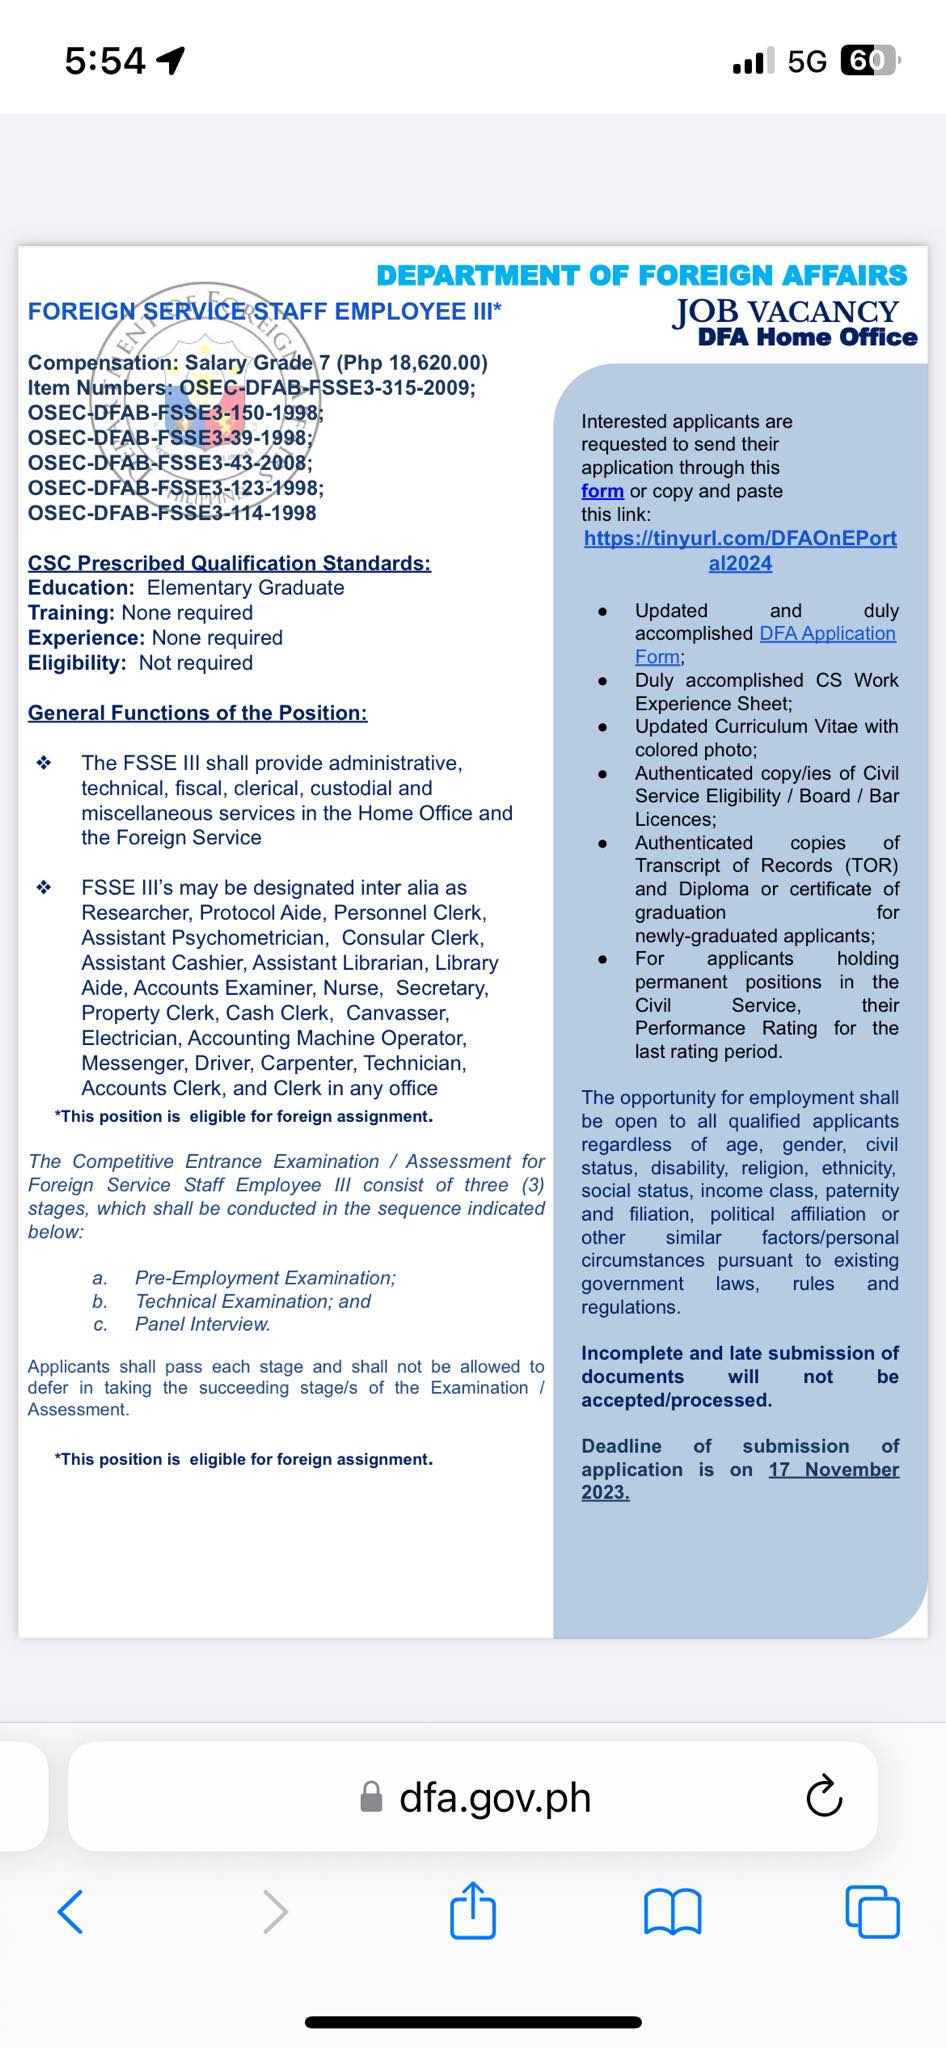 5:54
5G 60
DEPARTMENT OF FOREIGN AFFAIRS
JOB VACANCY
DFA Home Office
FOREIGN SERVICE STAFF EMPLOYEE III*
Compensation: Salary Grade 7 (Php 18,620.00)
Item Numbers: OSEC-DFAB-FSSE3-315-2009;
OSEC-DFAB-FSSE3-150-1998;
OSEC-DFAB-FSSE3-39-1998;
OSEC-DFAB-FSSE3-43-2008;
OSEC-DFAB-FSSE3-123-1998;
OSEC-DFAB-FSSE3-114-1998
CSC Prescribed Qualification Standards:
Education: Elementary Graduate
Training: None required
Experience: None required
Eligibility: Not required
General Functions of the Position:
❖ The FSSE III shall provide administrative,
technical, fiscal, clerical, custodial and
miscellaneous services in the Home Office and
the Foreign Service
❖ FSSE III's may be designated inter alia as
Researcher, Protocol Aide, Personnel Clerk,
Assistant Psychometrician, Consular Clerk,
Assistant Cashier, Assistant Librarian, Library
Aide, Accounts Examiner, Nurse, Secretary,
Property Clerk, Cash Clerk, Canvasser,
Electrician, Accounting Machine Operator,
Messenger, Driver, Carpenter, Technician,
Accounts Clerk, and Clerk in any office
*This position is eligible for foreign assignment.
The Competitive Entrance Examination / Assessment for
Foreign Service Staff Employee III consist of three (3)
stages, which shall be conducted in the sequence indicated
below:
a. Pre-Employment Examination;
b. Technical Examination; and
c. Panel Interview.
Applicants shall pass each stage and shall not be allowed to
defer in taking the succeeding stage/s of the Examination /
Assessment.
*This position is eligible for foreign assignment.
Interested applicants are
requested to send their
application through this
form or copy and paste
this link:
https://tinyurl.com/DFAOnEPort
al2024
● Updated and duly
accomplished DFA Application
Form;
● Duly accomplished CS Work
Experience Sheet;
● Updated Curriculum Vitae with
colored photo;
● Authenticated copy/ies of Civil
Service Eligibility / Board / Bar
Licences;
● Authenticated copies of
Transcript of Records (TOR)
and Diploma or certificate of
graduation for
newly-graduated applicants;
● For applicants holding
permanent positions in the
Civil Service, their
Performance Rating for the
last rating period.
The opportunity for employment shall
be open to all qualified applicants
regardless of age, gender, civil
status, disability, religion, ethnicity,
social status, income class, paternity
and filiation, political affiliation or
other similar factors/personal
circumstances pursuant to existing
government laws, rules and
regulations.
Incomplete and late submission of
documents will not be
accepted/processed.
Deadline of submission of
application is on 17 November
2023.
dfa.gov.ph